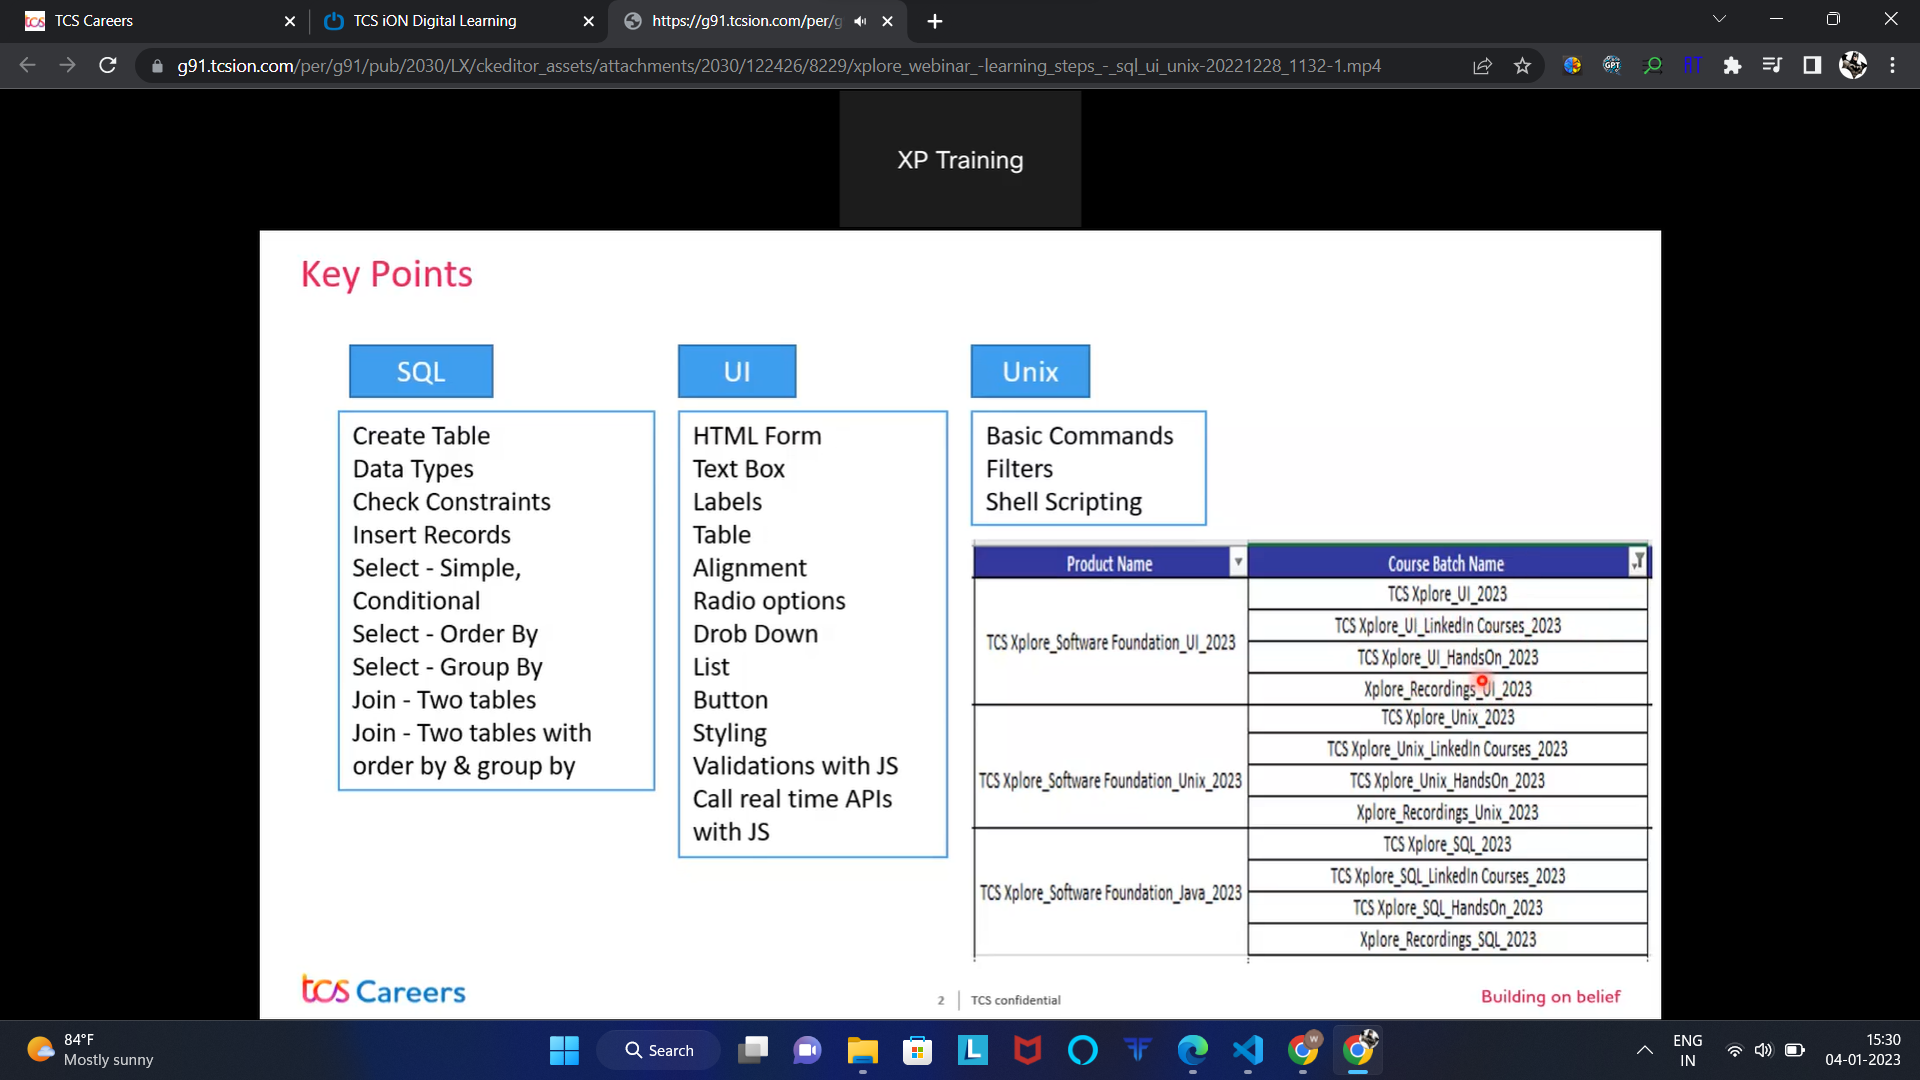 TCS Careers
TCS iON Digital Learning
https://g91.tcsion.com/per/g
g91.tcsion.com/per/g91/pub/2030/LX/ckeditor_assets/attachments/2030/122426/8229/xplore_webinar_-learning_steps_-_sql_ui_unix-20221228_1132-1.mp4
GPT
RT
XP Training
Key Points
SQL
Create Table
Data Types
Check Constraints
Insert Records
Select - Simple,
Conditional
Select - Order By
Select - Group By
Join - Two tables
Join - Two tables with
order by & group by
UI
HTML Form
Text Box
Labels
Table
Alignment
Radio options
Drob Down
List
Button
Styling
Validations with JS
Call real time APIs
with JS
Unix
Basic Commands
Filters
Shell Scripting
Product Name
Course Batch Name
TCS Xplore_Software Foundation_UI_2023
TCS Xplore_UI_2023
TCS Xplore_UI_LinkedIn Courses_2023
TCS Xplore_UI_HandsOn_2023
Xplore_Recordings_UI_2023
TCS Xplore_Software Foundation_Unix_2023
TCS Xplore_Unix_2023
TCS Xplore_Unix_LinkedIn Courses_2023
TCS Xplore_Unix_HandsOn_2023
Xplore_Recordings_Unix_2023
TCS Xplore_Software Foundation_Java_2023
TCS Xplore_SQL_2023
TCS Xplore_SQL_LinkedIn Courses_2023
TCS Xplore_SQL_HandsOn_2023
Xplore_Recordings_SQL_2023
tcs Careers
2
TCS confidential
Building on belief
84°F
Mostly sunny
Search
L
W
ENG
IN
15:30
04-01-2023